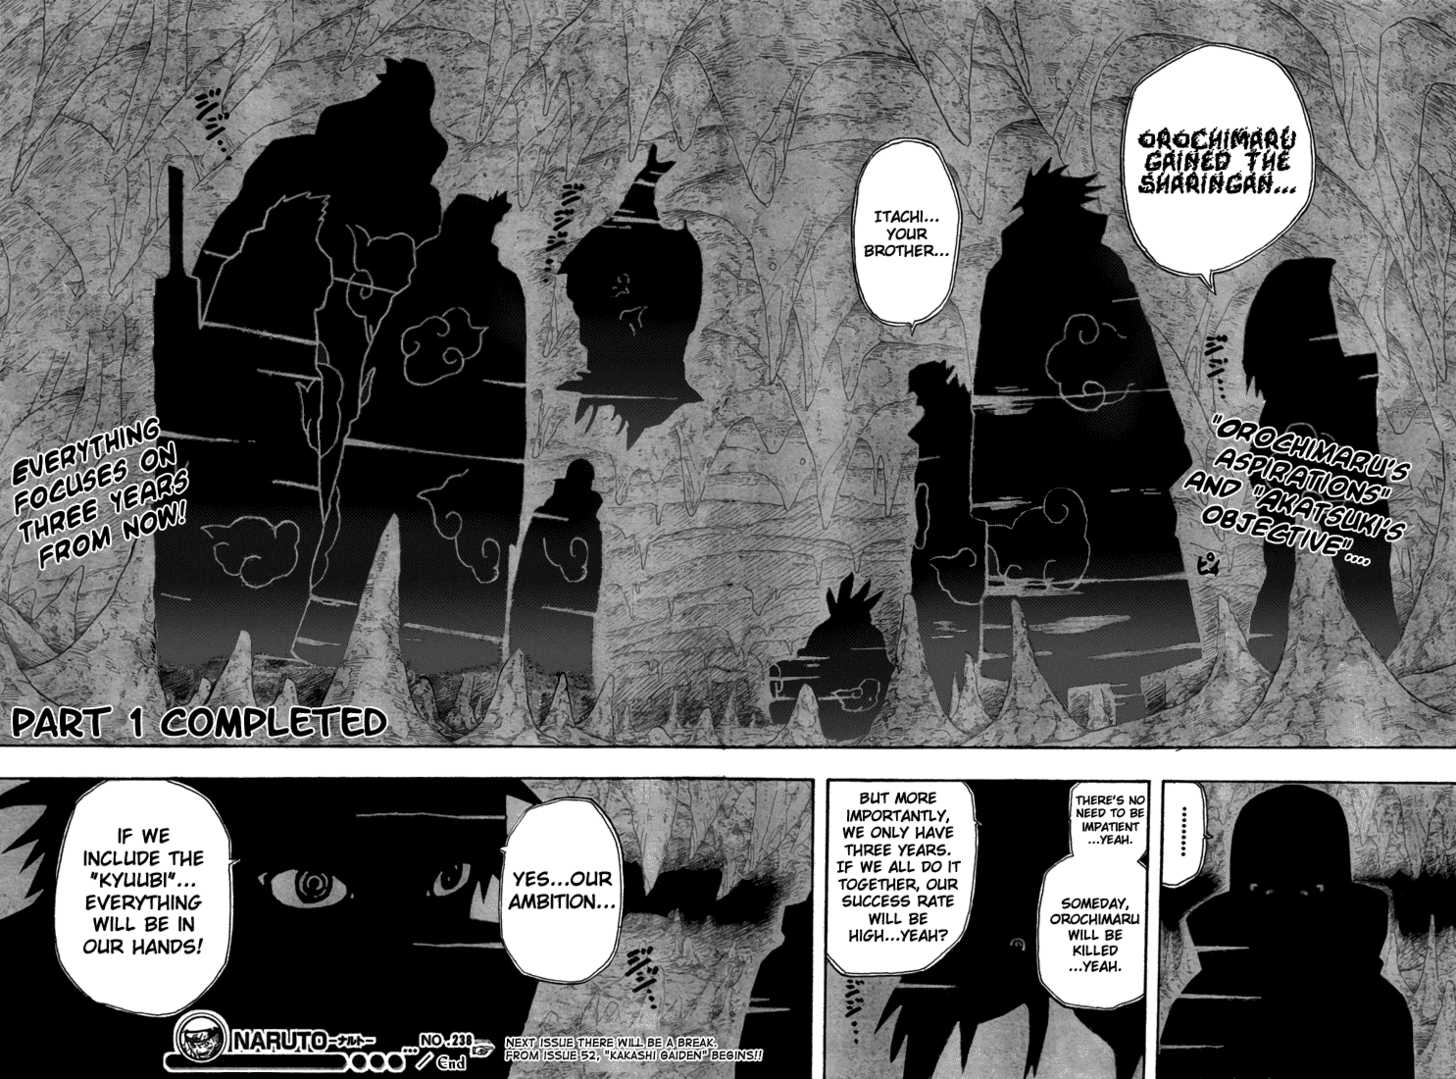 OROCHIMARU
GAINED THE
SHARINGAN...
ITACHI...
YOUR
BROTHER...
"OROCHIMARU'S
ASPIRATIONS"
AND "AKATSUKI'S
OBJECTIVE"....
EVERYTHING
FOCUSES ON
THREE YEARS
FROM NOW!
PART 1 COMPLETED
.........
THERE'S NO
NEED TO BE
IMPATIENT
...YEAH.
SOMEDAY,
OROCHIMARU
WILL BE
KILLED
...YEAH.
BUT MORE
IMPORTANTLY,
WE ONLY HAVE
THREE YEARS.
IF WE ALL DO IT
TOGETHER, OUR
SUCCESS RATE
WILL BE
HIGH...YEAH?
YES...OUR
AMBITION...
IF WE
INCLUDE THE
"KYUUBI"...
EVERYTHING
WILL BE IN
OUR HANDS!
NARUTO -ナルト-
NO.238
... / End
NEXT ISSUE THERE WILL BE A BREAK.
FROM ISSUE 52, "KAKASHI GAIDEN" BEGINS!!